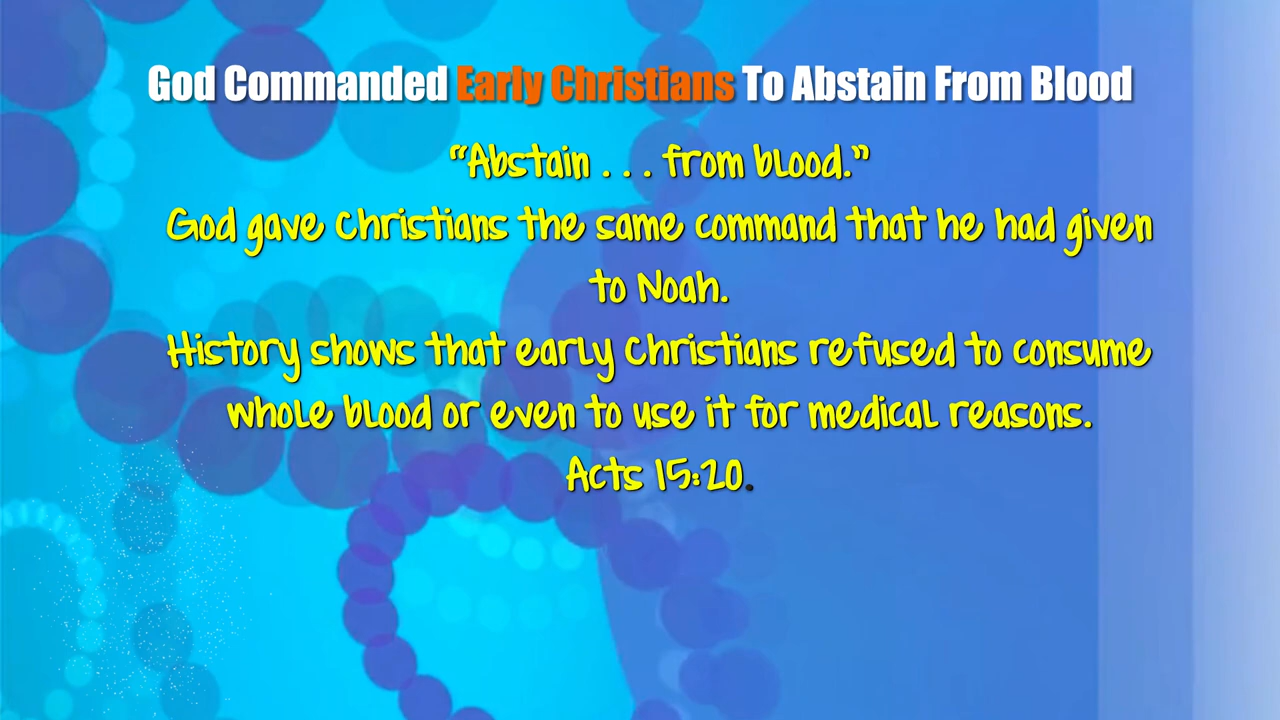 God Commanded Early Christians To Abstain From Blood
“Abstain . . . from blood.”
God gave Christians the same command that he had given
to Noah.
History shows that early Christians refused to consume
whole blood or even to use it for medical reasons.
Acts 15:20.